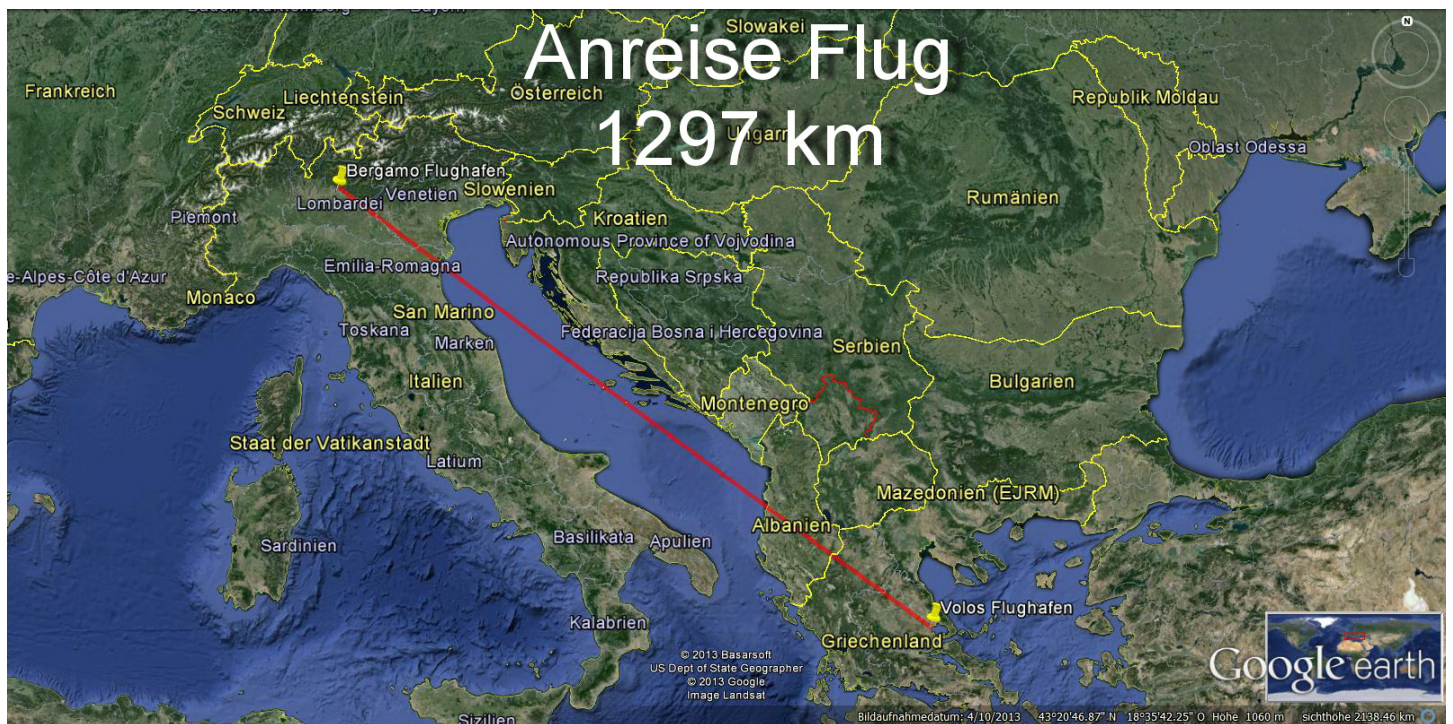 Baden-Württemberg
Bayern
Slowakei
Anreise Flug
1297 km
N
Frankreich
Liechtenstein
Österreich
Schweiz
Republik Moldau
Ungarn
Oblast Odessa
Bergamo Flughafen
Lombardei
Venetien
Slowenien
Piemont
Kroatien
Rumänien
Autonomous Province of Vojvodina
Emilia-Romagna
Republika Srpska
e-Alpes-Côte d'Azur
Monaco
San Marino
Toskana
Marken
Federacija Bosna i Hercegovina
Serbien
Italien
Bulgarien
Montenegro
Staat der Vatikanstadt
Latium
Mazedonien (EJRM)
Albanien
Basilikata
Apulien
Sardinien
Volos Flughafen
Kalabrien
Griechenland
© 2013 Basarsoft
US Dept of State Geographer
© 2013 Google
Image Landsat
Google earth
Sizilien
Bildaufnahmedatum: 4/10/2013 43°20'46.87" N 18°35'42.25" O Höhe 1060 m sichthöhe 2138.46 km